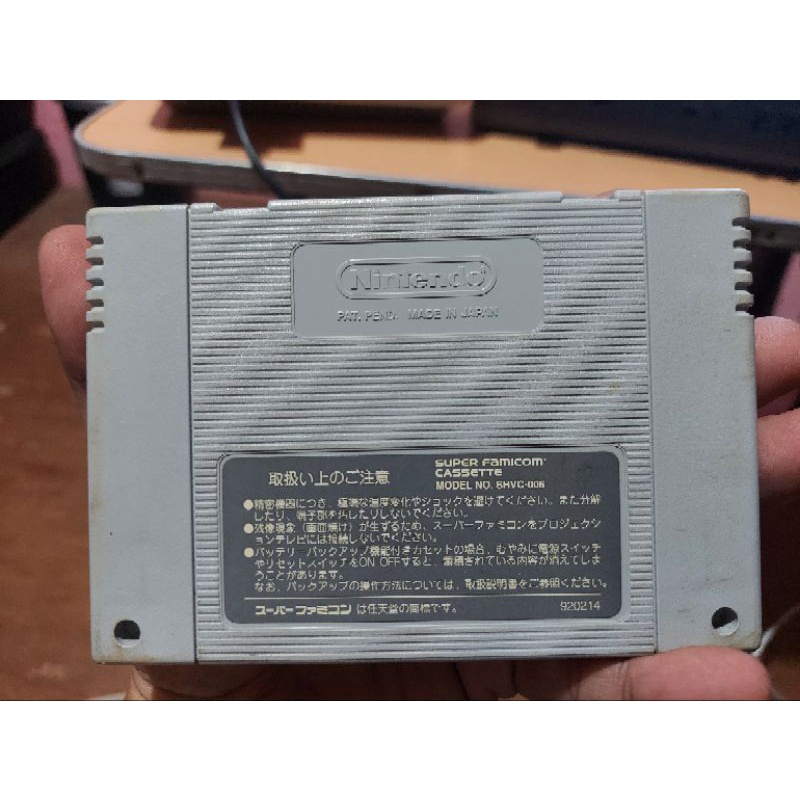 Nintendo®
PAT. PEND. MADE IN JAPAN
取扱い上のご注意
SUPER FAMICOM™
CASSETTE
MODEL NO. SHVC-006
●精密機器につき、極端な温度変化やショックを避けてください。また分解
したり、端子部を汚したりしないでください。
●残像現象（画面焼け）が生ずるため、スーパーファミコンをプロジェクシ
ョンテレビには接続しないでください。
●バッテリーバックアップ機能付きカセットの場合、むやみに電源スイッチ
やリセットスイッチをON OFFすると、蓄積されている内容が消えてしま
うことがあります。
なお、バックアップの操作方法については、取扱説明書をご参照ください。
スーパーファミコン は任天堂の商標です。
920214